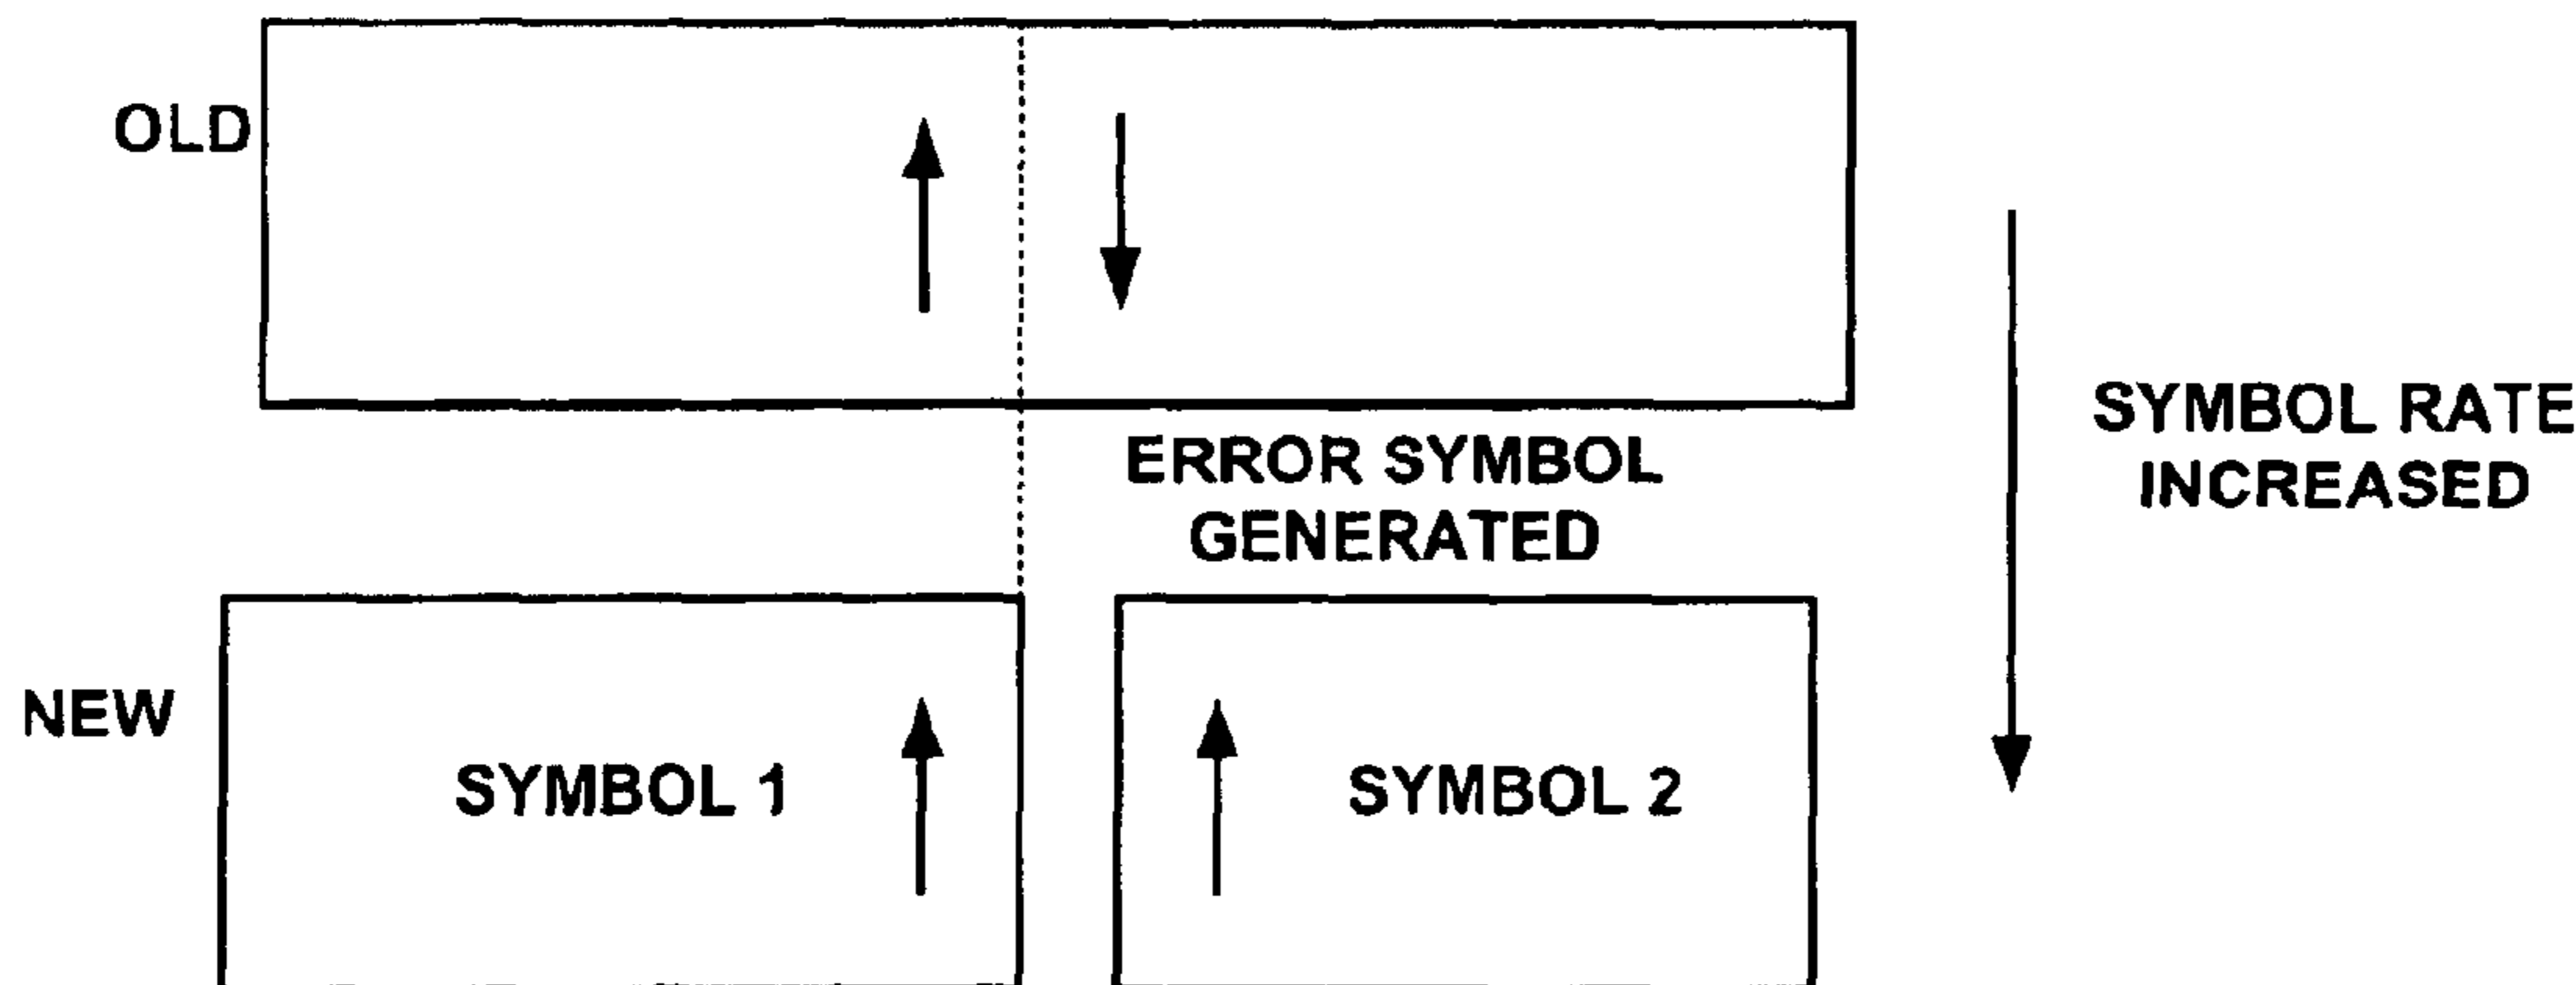 OLD
SYMBOL RATE
INCREASED
ERROR SYMBOL
GENERATED
NEW
SYMBOL 1
SYMBOL 2